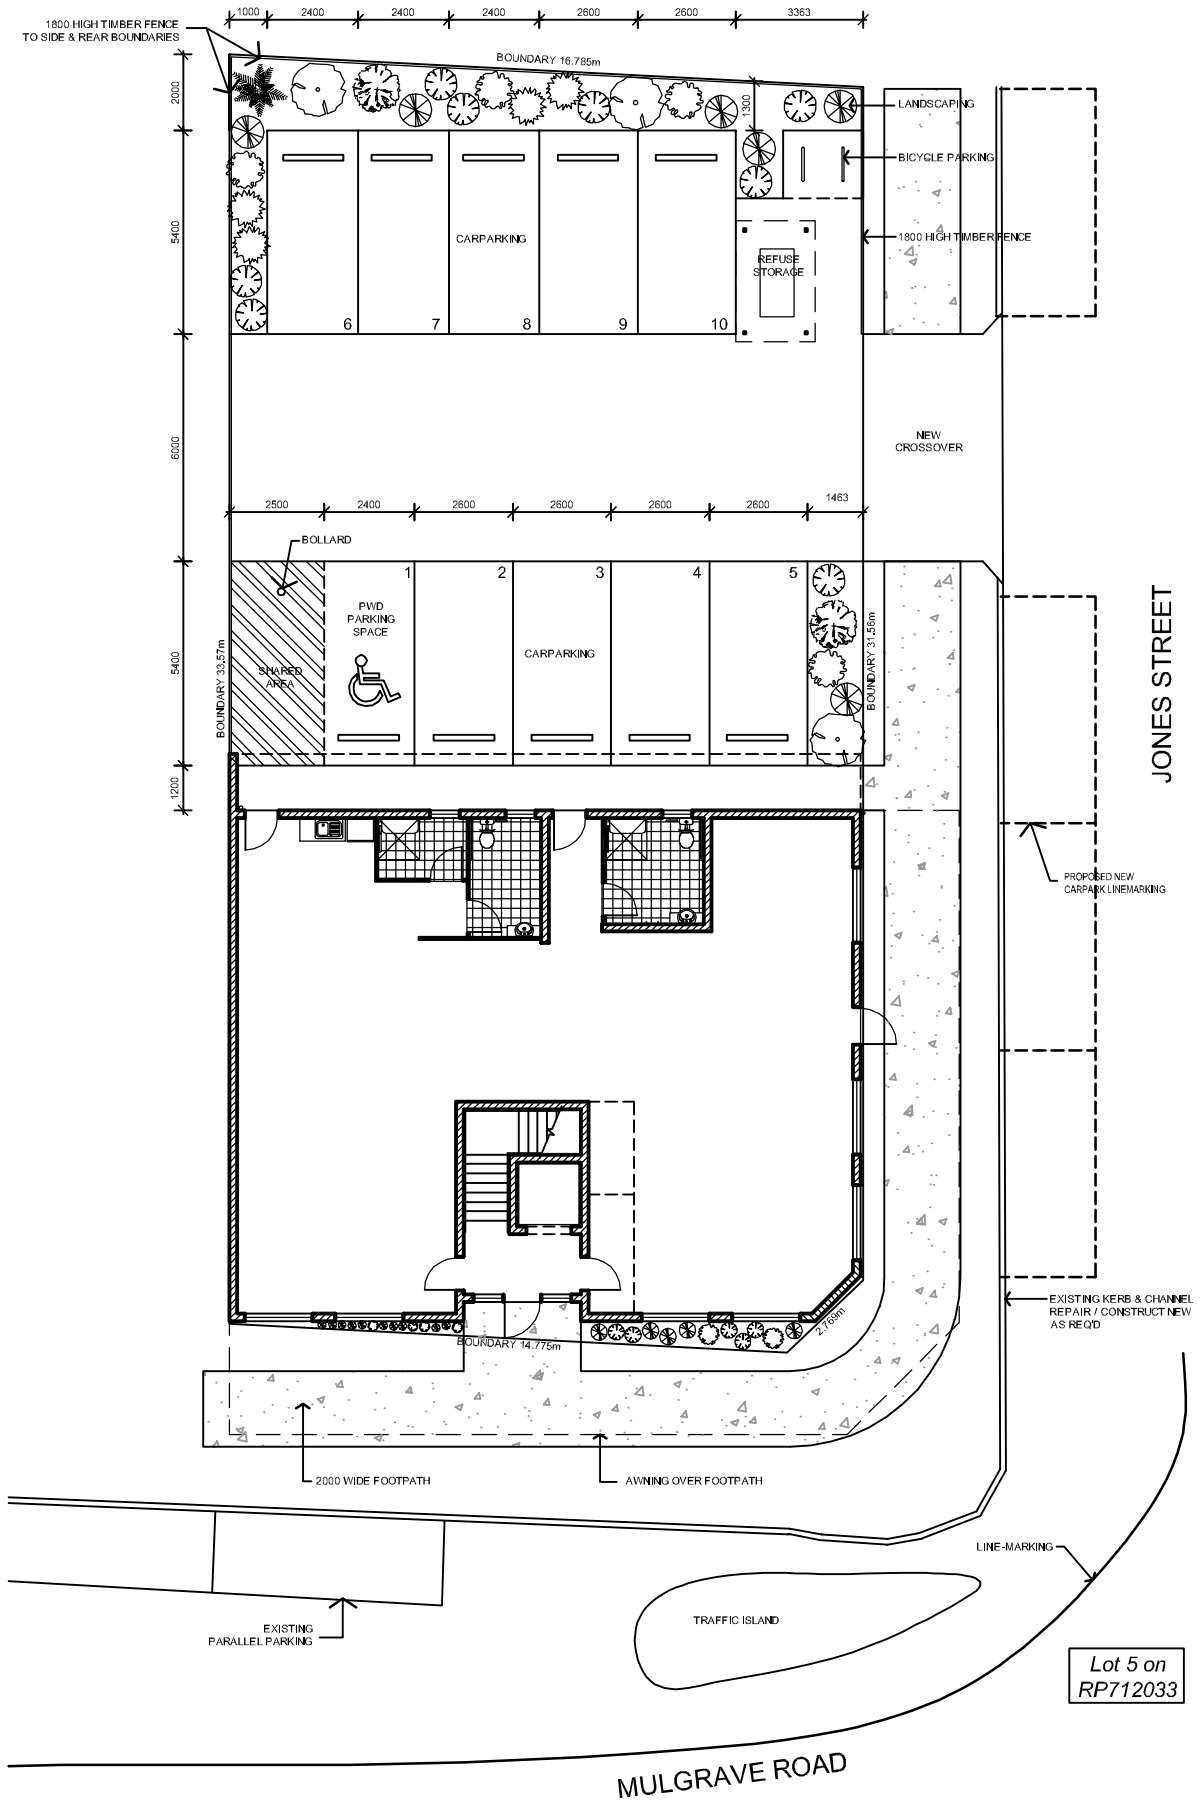 1000
2400
2400
2400
2600
2600
3363
1800 HIGH TIMBER FENCE
TO SIDE & REAR BOUNDARIES
BOUNDARY 16.785m
2000
1300
LANDSCAPING
BICYCLE PARKING
5400
CARPARKING
1800 HIGH TIMBER FENCE
REFUSE
STORAGE
6
7
8
9
10
6000
NEW
CROSSOVER
2500
2400
2600
2600
2600
2600
1463
BOLLARD
1
2
3
4
5
PWD
PARKING
SPACE
CARPARKING
SHARED
AREA
5400
BOUNDARY 33.57m
BOUNDARY 31.56m
JONES STREET
1200
PROPOSED NEW
CARPARK LINEMARKING
EXISTING KERB & CHANNEL
REPAIR / CONSTRUCT NEW
AS REQ'D
2.769m
BOUNDARY 14.775m
2000 WIDE FOOTPATH
AWNING OVER FOOTPATH
LINE-MARKING
TRAFFIC ISLAND
EXISTING
PARALLEL PARKING
Lot 5 on
RP712033
MULGRAVE ROAD